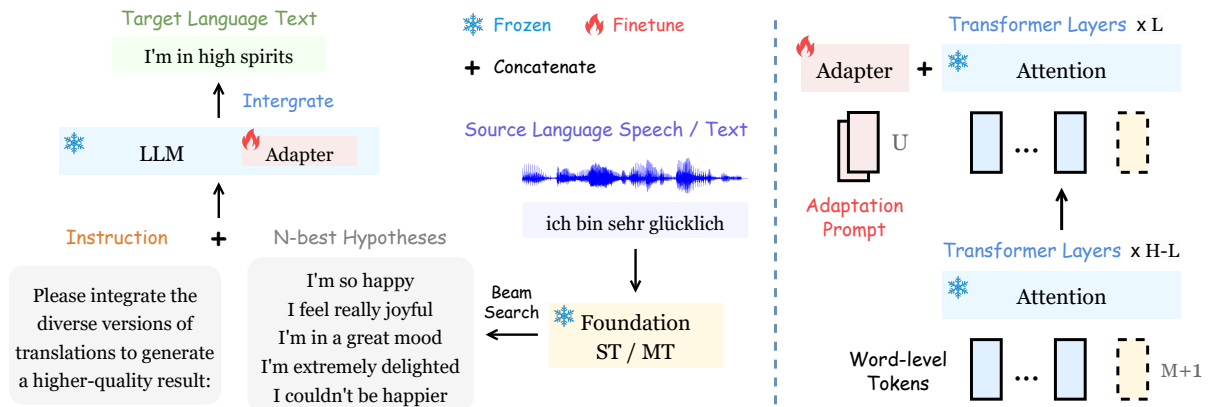 Target Language Text
I'm in high spirits
Intergrate
LLM
Adapter
Instruction
+
N-best Hypotheses
Please integrate the
diverse versions of
translations to generate
a higher-quality result:
I'm so happy
I feel really joyful
I'm in a great mood
I'm extremely delighted
I couldn't be happier
Frozen
Finetune
+ Concatenate
Source Language Speech / Text
ich bin sehr glücklich
Beam
Search
Foundation
ST / MT
Transformer Layers x L
Adapter
+
Attention
U
...
Adaptation
Prompt
Transformer Layers x H-L
Attention
Word-level
Tokens
...
M+1